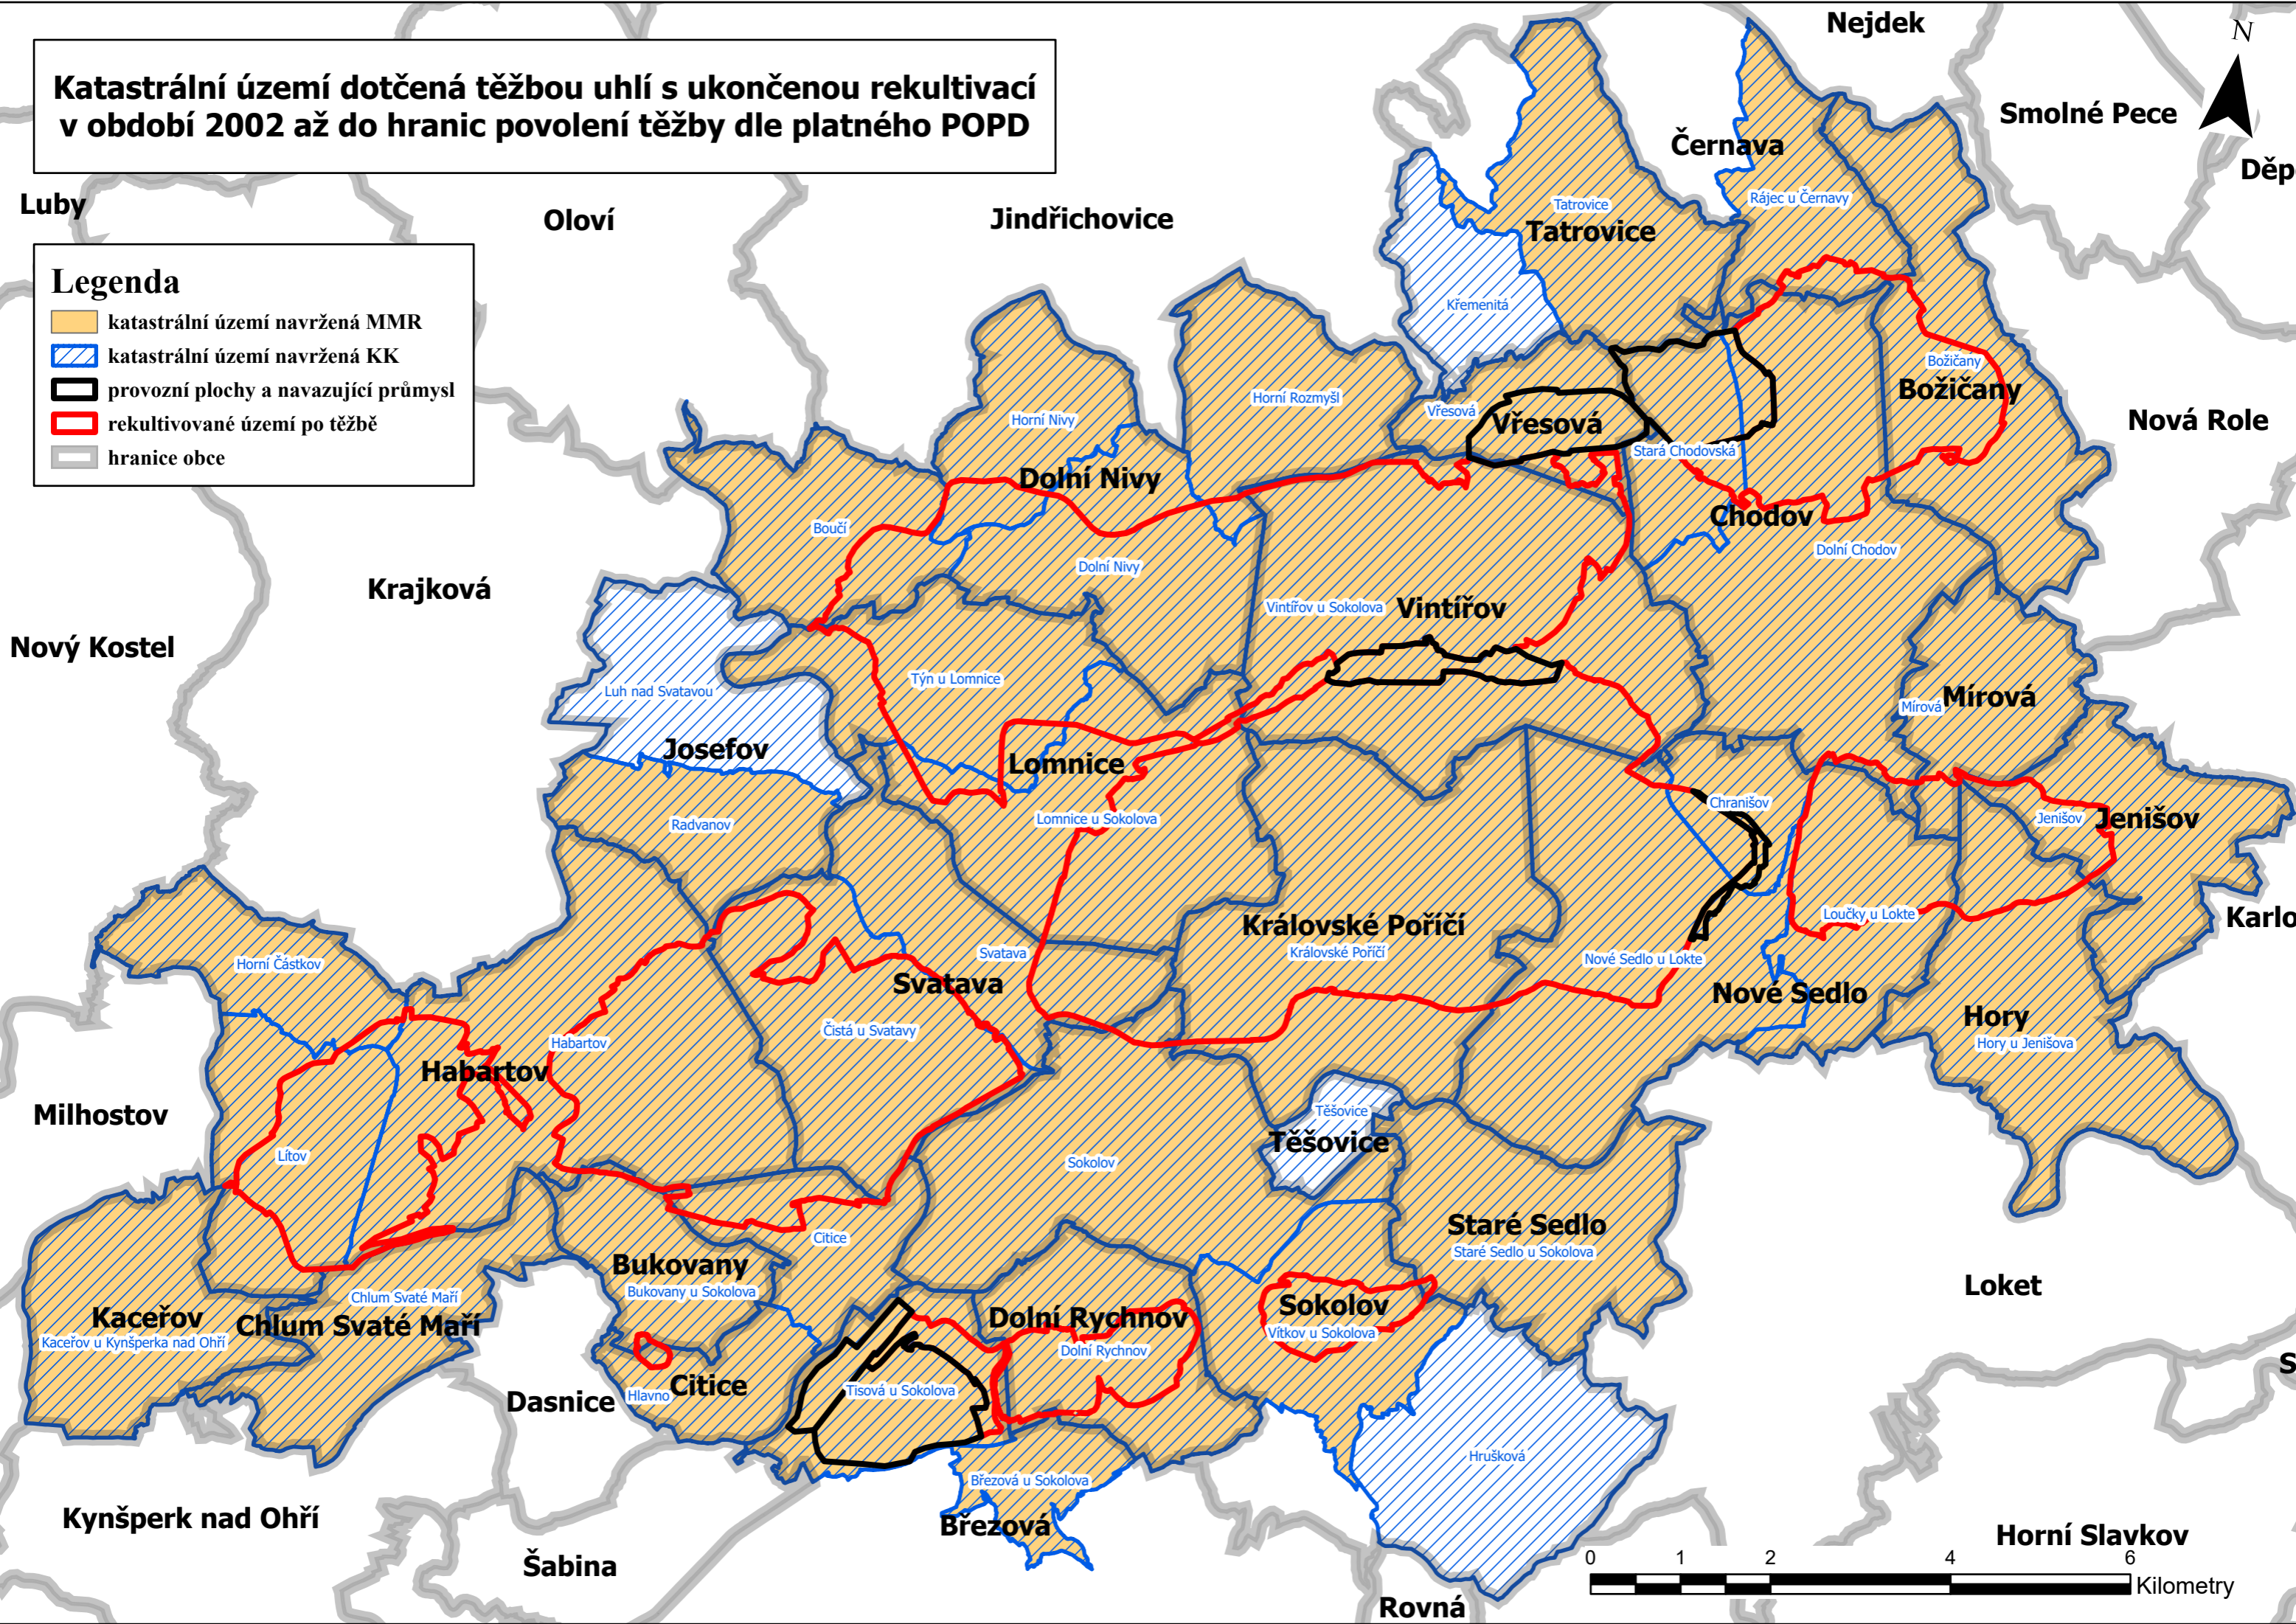 Katastrální území dotčená těžbou uhlí s ukončenou rekultivací
v období 2002 až do hranic povolení těžby dle platného POPD
Nejdek
N
Smolné Pece
Černava
Děp
Luby
Oloví
Jindřichovice
Tatrovice
Rájec u Černavy
Tatrovice
Legenda
katastrální území navržená MMR
katastrální území navržená KK
provozní plochy a navazující průmysl
rekultivované území po těžbě
hranice obce
Křemenitá
Božičany
Božičany
Horní Rozmyšl
Vřesová
Vřesová
Horní Nivy
Nová Role
Stará Chodovská
Dolní Nivy
Chodov
Boučí
Dolní Chodov
Dolní Nivy
Krajková
Vintířov u Sokolova
Vintířov
Nový Kostel
Týn u Lomnice
Luh nad Svatavou
Mírová
Mírová
Josefov
Lomnice
Chranišov
Lomnice u Sokolova
Jenišov
Jenišov
Radvanov
Loučky u Lokte
Karlo
Královské Poříčí
Královské Poříčí
Svatava
Nové Sedlo u Lokte
Horní Částkov
Svatava
Nové Sedlo
Hory
Hory u Jenišova
Čistá u Svatavy
Habartov
Habartov
Milhostov
Těšovice
Těšovice
Lítov
Sokolov
Staré Sedlo
Staré Sedlo u Sokolova
Citice
Bukovany
Bukovany u Sokolova
Loket
Chlum Svaté Maří
Sokolov
Kaceřov
Chlum Svaté Maří
Dolní Rychnov
Vítkov u Sokolova
Kaceřov u Kynšperka nad Ohří
Dolní Rychnov
S
Citice
Tisová u Sokolova
Hlavno
Dasnice
Hrušková
Březová u Sokolova
Kynšperk nad Ohří
Březová
Horní Slavkov
Šabina
0 1 2 4 6
Kilometry
Rovná